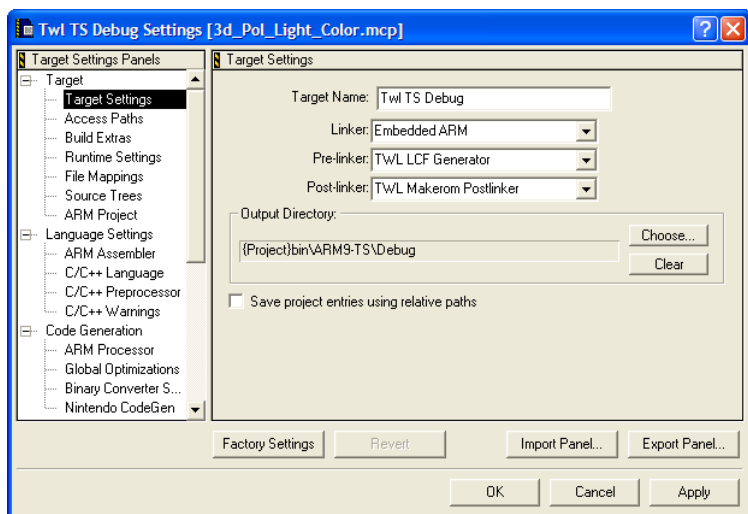 Twl TS Debug Settings [3d_Pol_Light_Color.mcp]
Target Settings Panels
Target
Target Settings
Access Paths
Build Extras
Runtime Settings
File Mappings
Source Trees
ARM Project
Language Settings
ARM Assembler
C/C++ Language
C/C++ Preprocessor
C/C++ Warnings
Code Generation
ARM Processor
Global Optimizations
Binary Converter S...
Nintendo CodeGen
Target Settings
Target Name: Twl TS Debug
Linker: Embedded ARM
Pre-linker: TWL LCF Generator
Post-linker: TWL Makerom Postlinker
Output Directory:
{Project}bin\ARM9-TS\Debug
Choose...
Clear
Save project entries using relative paths
Factory Settings
Revert
Import Panel...
Export Panel...
OK
Cancel
Apply